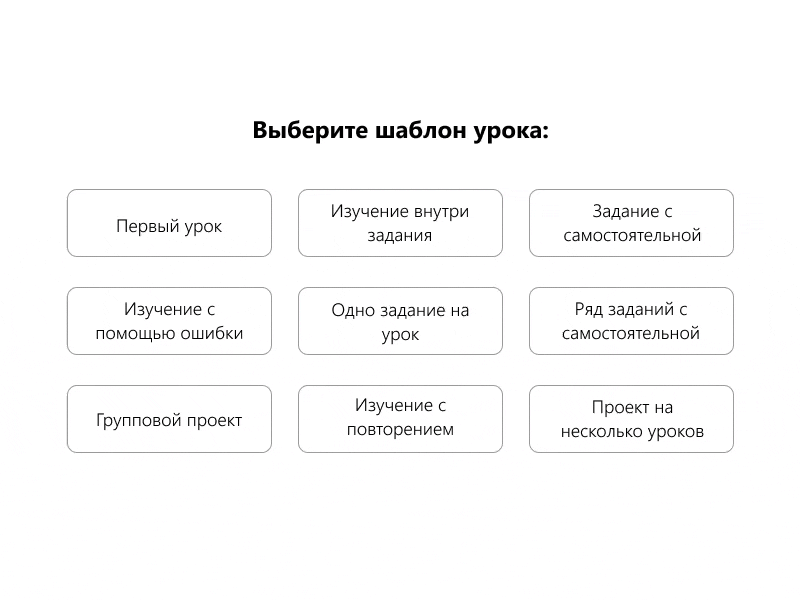 Выберите шаблон урока:
Первый урок
Изучение внутри
задания
Задание с
самостоятельной
Изучение с
помощью ошибки
Одно задание на
урок
Ряд заданий с
самостоятельной
Групповой проект
Изучение с
повторением
Проект на
несколько уроков